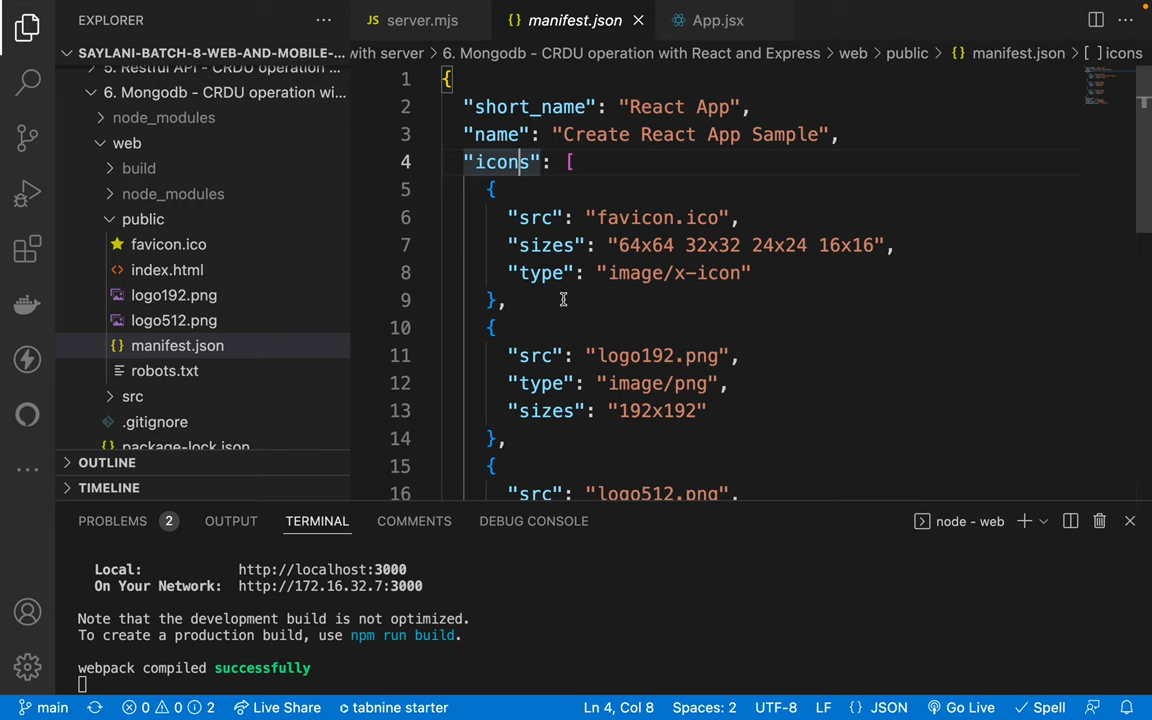 EXPLORER
SAYLANI-BATCH-8-WEB-AND-MOBILE-...
5. Restful API - CRDU operation ...
6. Mongodb - CRDU operation wi...
node_modules
web
build
node_modules
public
favicon.ico
index.html
logo192.png
logo512.png
manifest.json
robots.txt
src
.gitignore
package-lock.json
OUTLINE
TIMELINE
JS server.mjs
{} manifest.json
App.jsx
with server > 6. Mongodb - CRDU operation with React and Express > web > public > {} manifest.json > [ ] icons
1 {
2 "short_name": "React App",
3 "name": "Create React App Sample",
4 "icons": [
5 {
6 "src": "favicon.ico",
7 "sizes": "64x64 32x32 24x24 16x16",
8 "type": "image/x-icon"
9 },
10 {
11 "src": "logo192.png",
12 "type": "image/png",
13 "sizes": "192x192"
14 },
15 {
16 "src": "logo512.png",
PROBLEMS 2 OUTPUT TERMINAL COMMENTS DEBUG CONSOLE node - web
Local: http://localhost:3000
On Your Network: http://172.16.32.7:3000
Note that the development build is not optimized.
To create a production build, use npm run build.
webpack compiled successfully
main 0 0 2 Live Share tabnine starter Ln 4, Col 8 Spaces: 2 UTF-8 LF {} JSON Go Live Spell